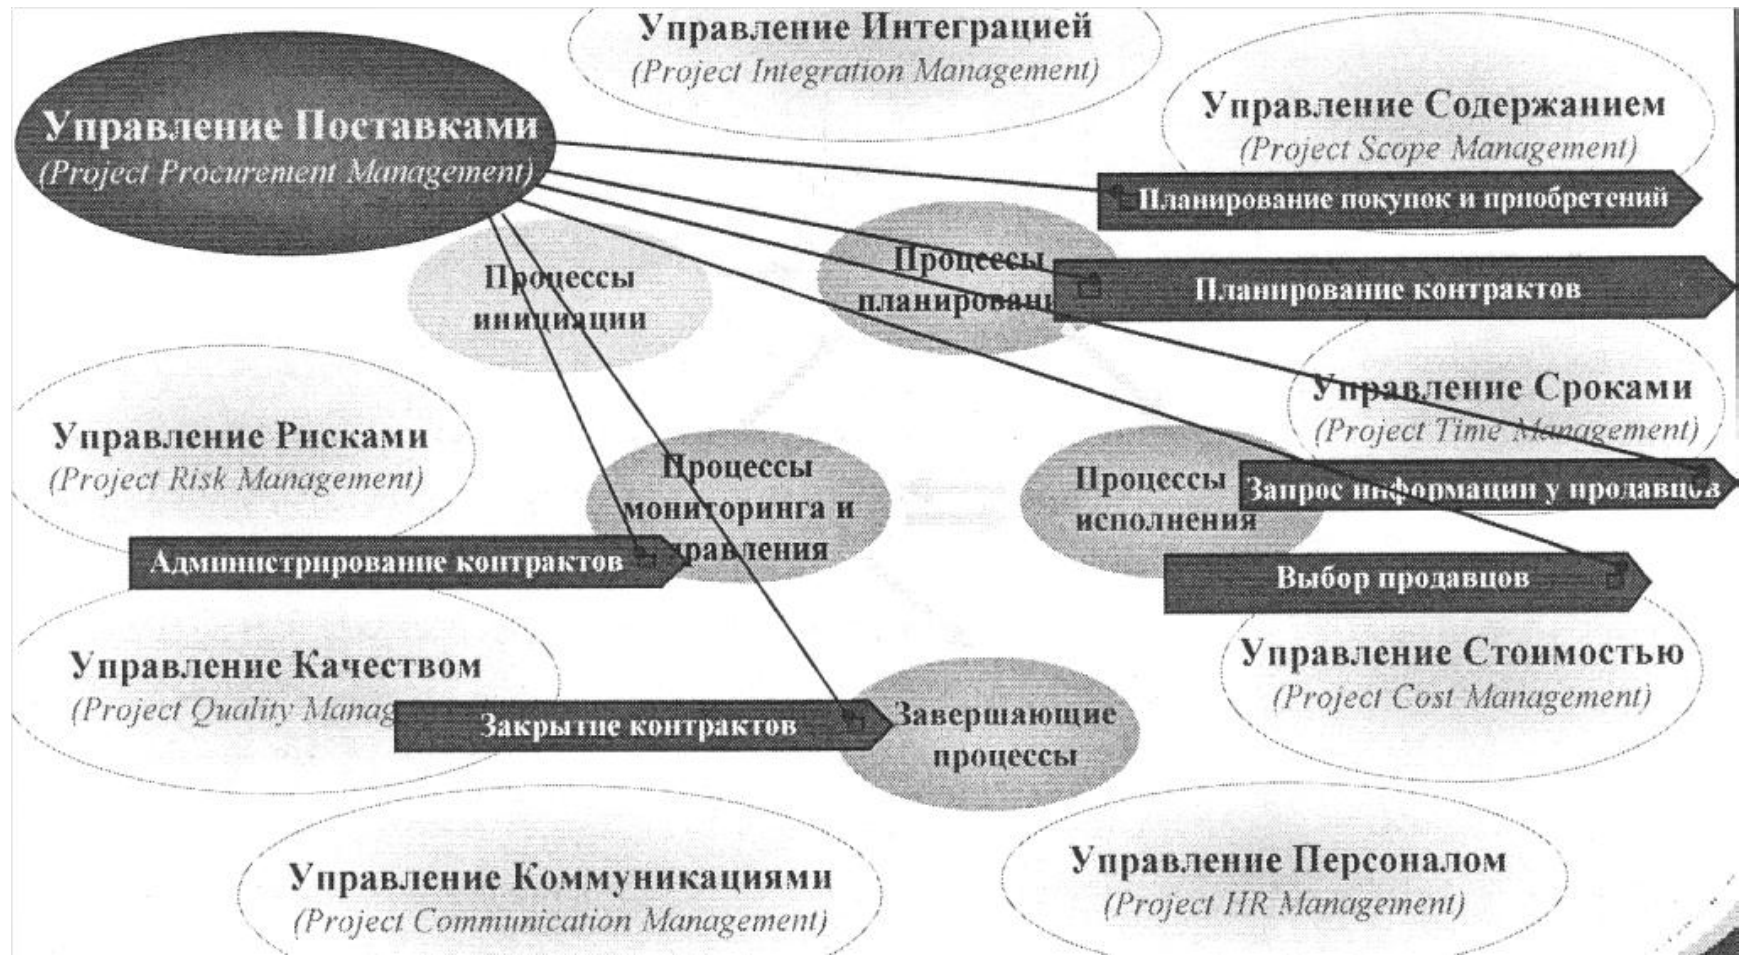 Управление Интеграцией
(Project Integration Management)
Управление Поставками
(Project Procurement Management)
Управление Содержанием
(Project Scope Management)
Планирование покупок и приобретений
Процессы
инициации
Процессы
Планирование контрактов
Управление Сроками
(Project Time Management)
Управление Рисками
(Project Risk Management)
Процессы
мониторинга и
Процессы
исполнения
Запрос информации у продавцов
Администрирование контрактов
Выбор продавцов
Управление Качеством
(Project Quality
Управление Стоимостью
(Project Cost Management)
Закрытие контрактов
Завершающие
процессы
Управление Коммуникациями
(Project Communication Management)
Управление Персоналом
(Project HR Management)